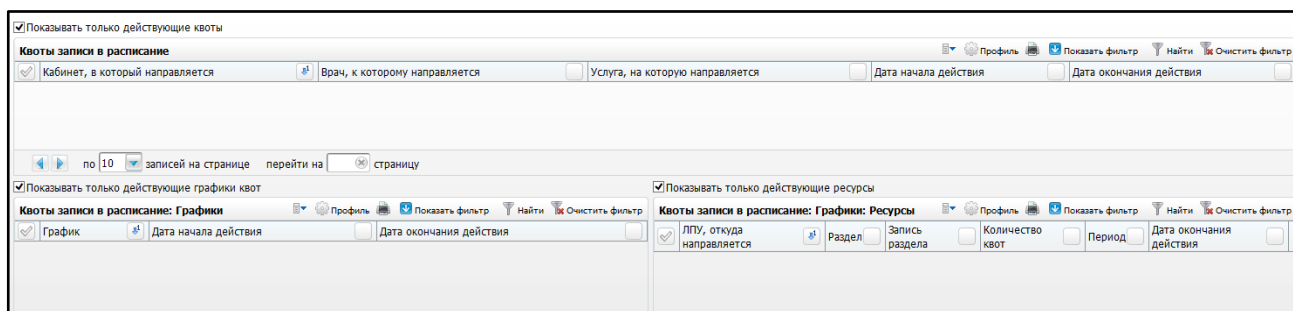 Показывать только действующие квоты
Квоты записи в расписание Профиль Показать фильтр Найти Очистить фильтр
Кабинет, в который направляется Врач, к которому направляется Услуга, на которую направляется Дата начала действия Дата окончания действия
по 10 записей на странице перейти на страницу
Показывать только действующие графики квот
Квоты записи в расписание: Графики Профиль Показать фильтр Найти Очистить фильтр
График Дата начала действия Дата окончания действия
Показывать только действующие ресурсы
Квоты записи в расписание: Графики: Ресурсы Профиль Показать фильтр Найти Очистить фильтр
ЛПУ, откуда направляется Раздел Запись раздела Количество квот Период Дата окончания действия